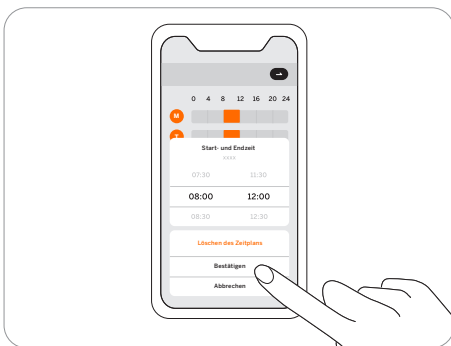 0 4 8 12 16 20 24
M
T
Start- und Endzeit
xxxx
07:30 11:30
08:00 12:00
08:30 12:30
Löschen des Zeitplans
Bestätigen
Abbrechen